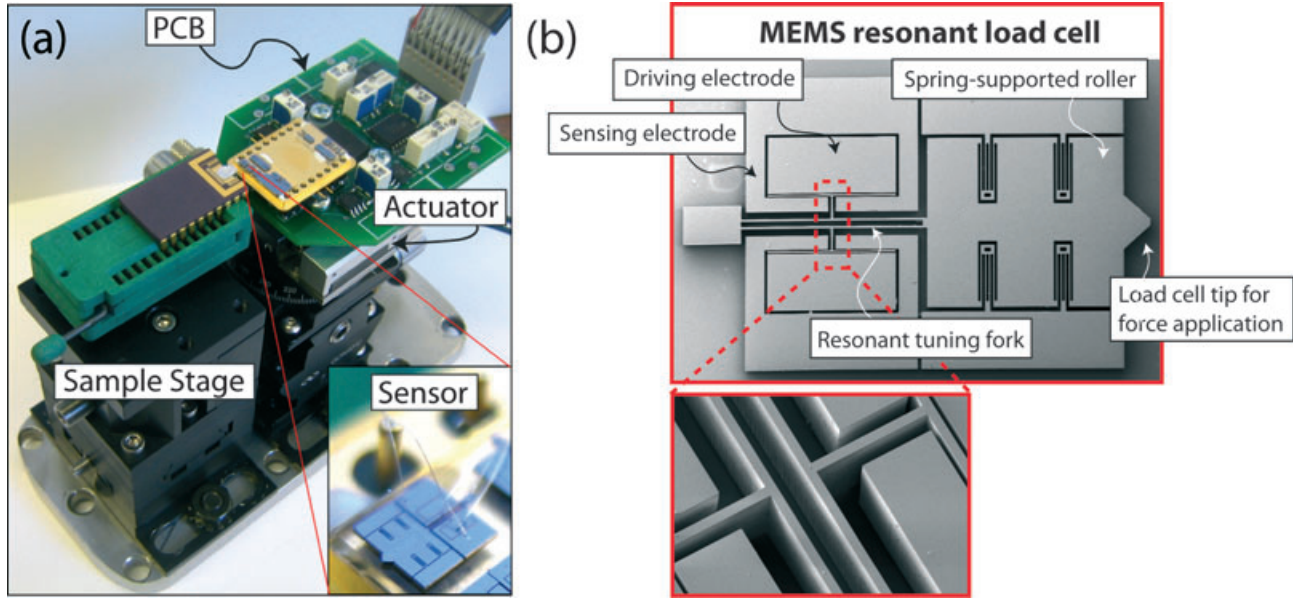 (a)
PCB
Actuator
Sample Stage
Sensor
(b)
MEMS resonant load cell
Driving electrode
Spring-supported roller
Sensing electrode
Load cell tip for
force application
Resonant tuning fork